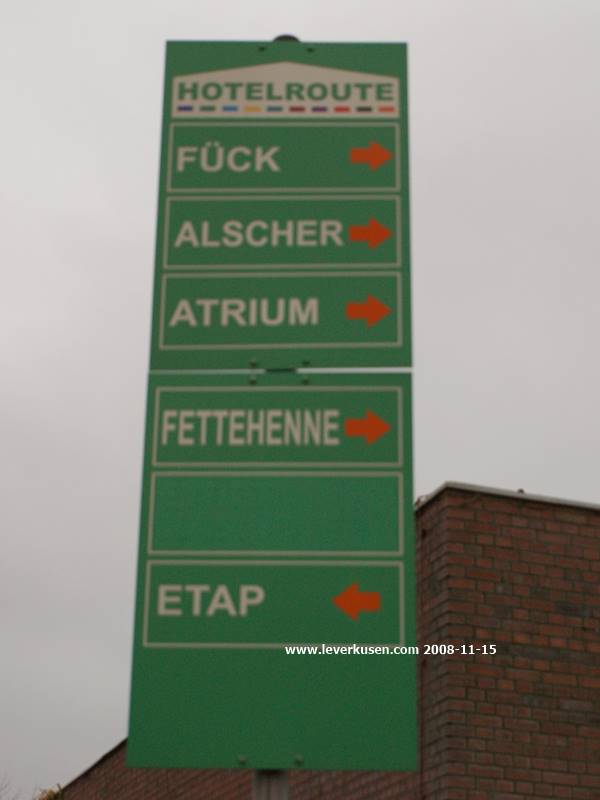 HOTELROUTE
FÜCK
ALSCHER
ATRIUM
FETTEHENNE
ETAP
www.leverkusen.com 2008-11-15